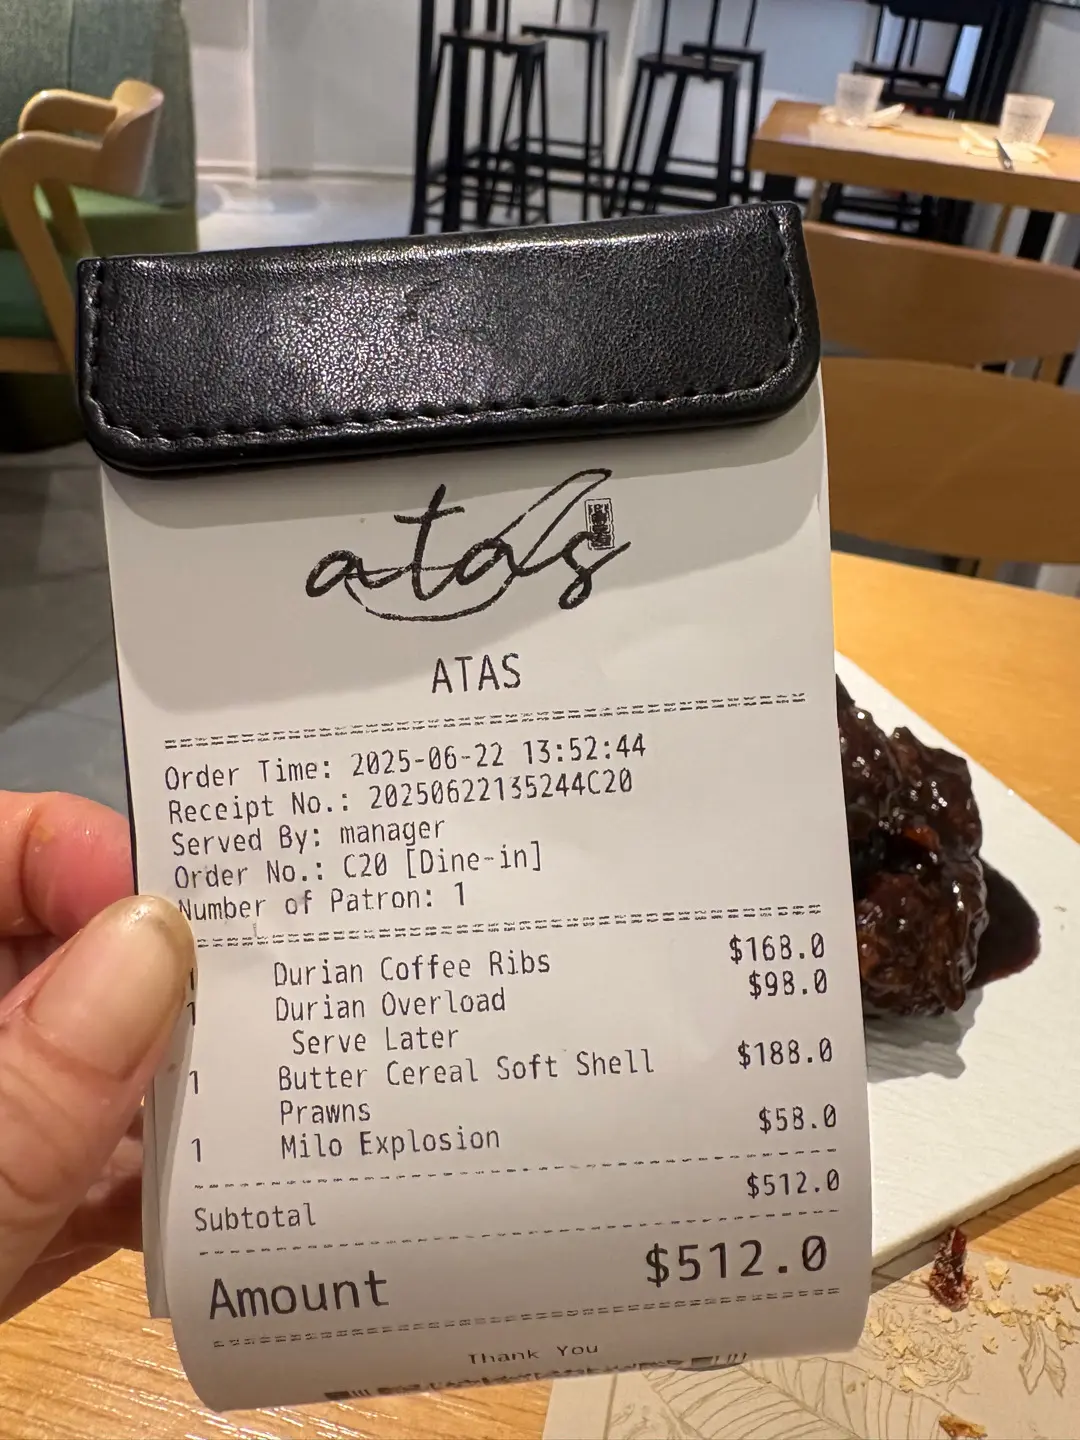 atas
ATAS
Order Time: 2025-06-22 13:52:44
Receipt No.: 20250622135244C20
Served By: manager
Order No.: C20 [Dine-in]
Number of Patron: 1
1 Durian Coffee Ribs $168.0
1 Durian Overload $98.0
Serve Later
1 Butter Cereal Soft Shell $188.0
Prawns
1 Milo Explosion $58.0
Subtotal $512.0
Amount $512.0
Thank You